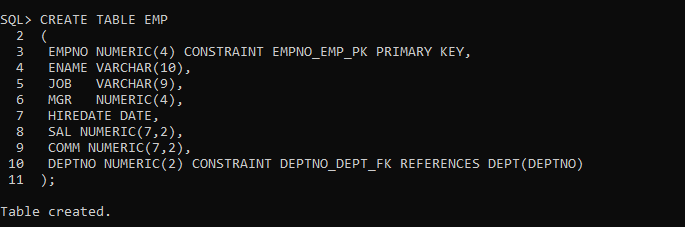 SQL> CREATE TABLE EMP
2 (
3 EMPNO NUMERIC(4) CONSTRAINT EMPNO_EMP_PK PRIMARY KEY,
4 ENAME VARCHAR(10),
5 JOB VARCHAR(9),
6 MGR NUMERIC(4),
7 HIREDATE DATE,
8 SAL NUMERIC(7,2),
9 COMM NUMERIC(7,2),
10 DEPTNO NUMERIC(2) CONSTRAINT DEPTNO_DEPT_FK REFERENCES DEPT(DEPTNO)
11 );
Table created.